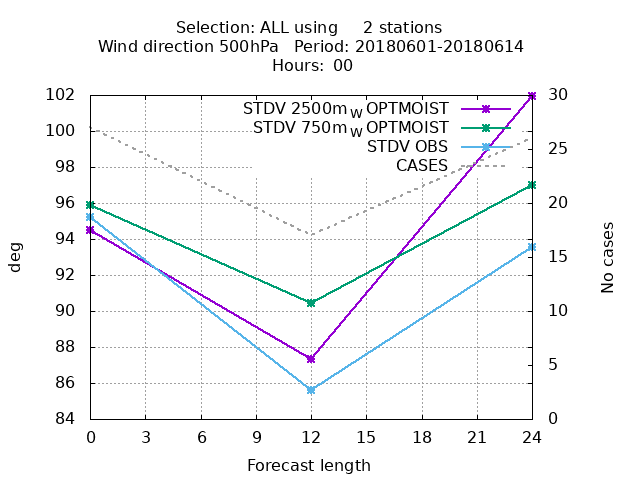 Selection: ALL using 2 stations
Wind direction 500hPa Period: 20180601-20180614
Hours: 00
STDV 2500m_W OPTMOIST
STDV 750m_W OPTMOIST
STDV OBS
CASES
102
100
98
96
94
92
90
88
86
84
deg
30
25
20
15
10
5
0
No cases
0 3 6 9 12 15 18 21 24
Forecast length